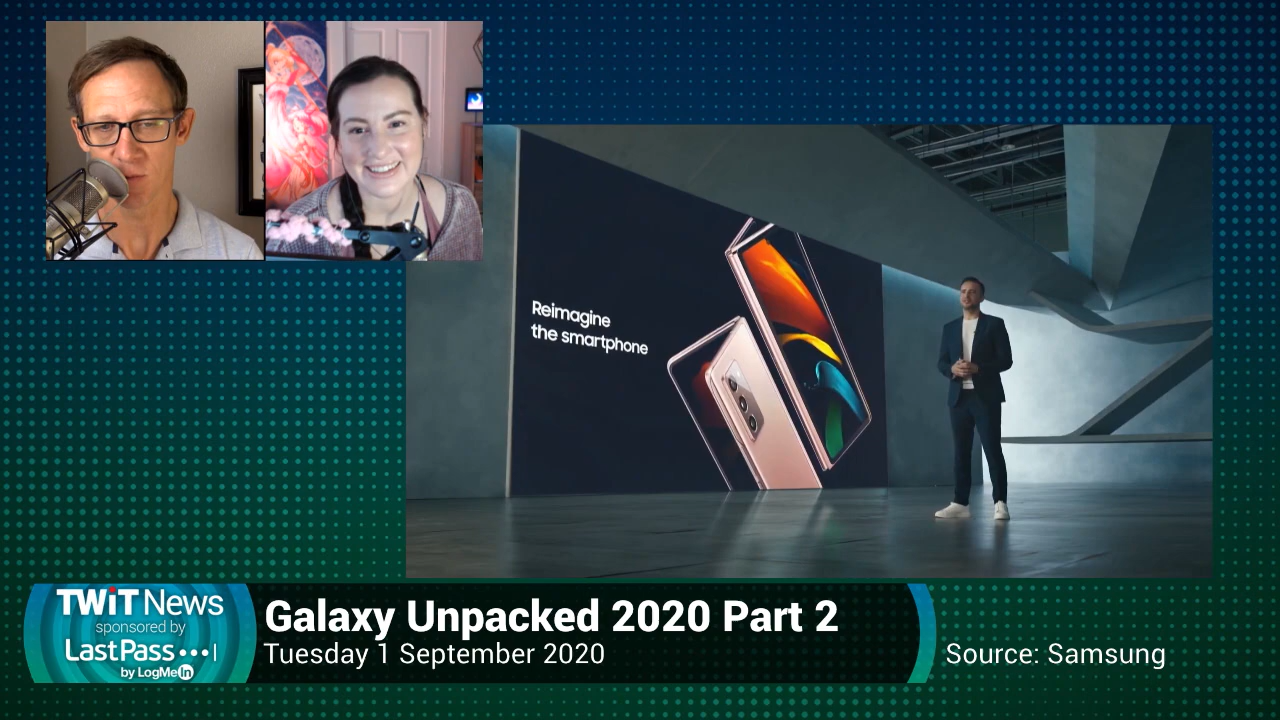 Reimagine
the smartphone
TWiT News
sponsored by
LastPass •••|
by LogMeIn
Galaxy Unpacked 2020 Part 2
Tuesday 1 September 2020
Source: Samsung